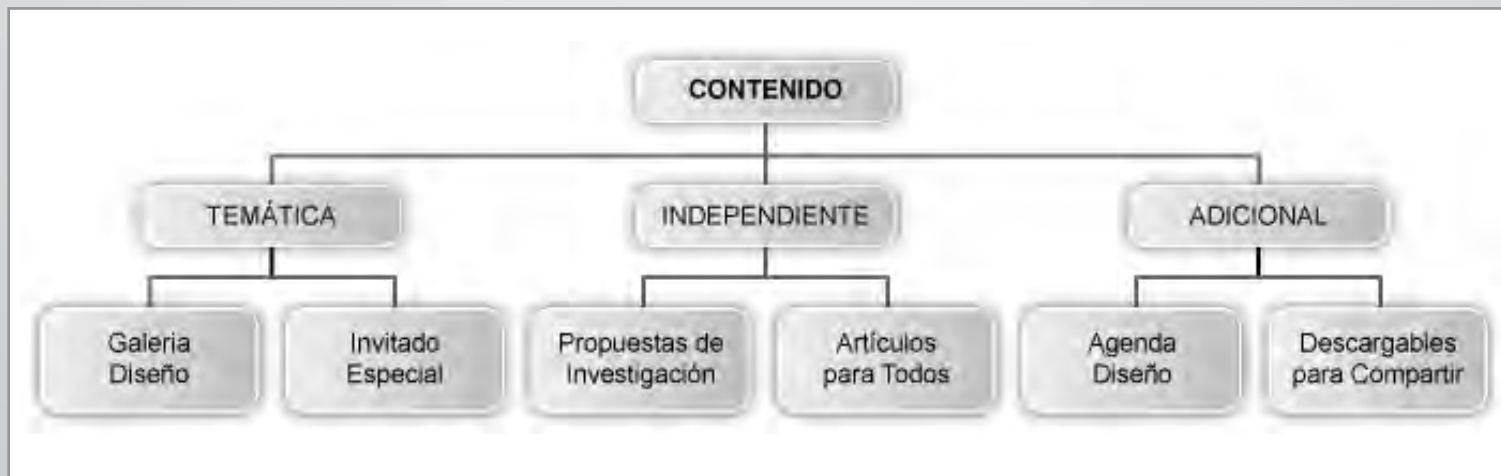 CONTENIDO
TEMÁTICA
INDEPENDIENTE
ADICIONAL
Galeria
Diseño
Invitado
Especial
Propuestas de
Investigación
Artículos
para Todos
Agenda
Diseño
Descargables
para Compartir